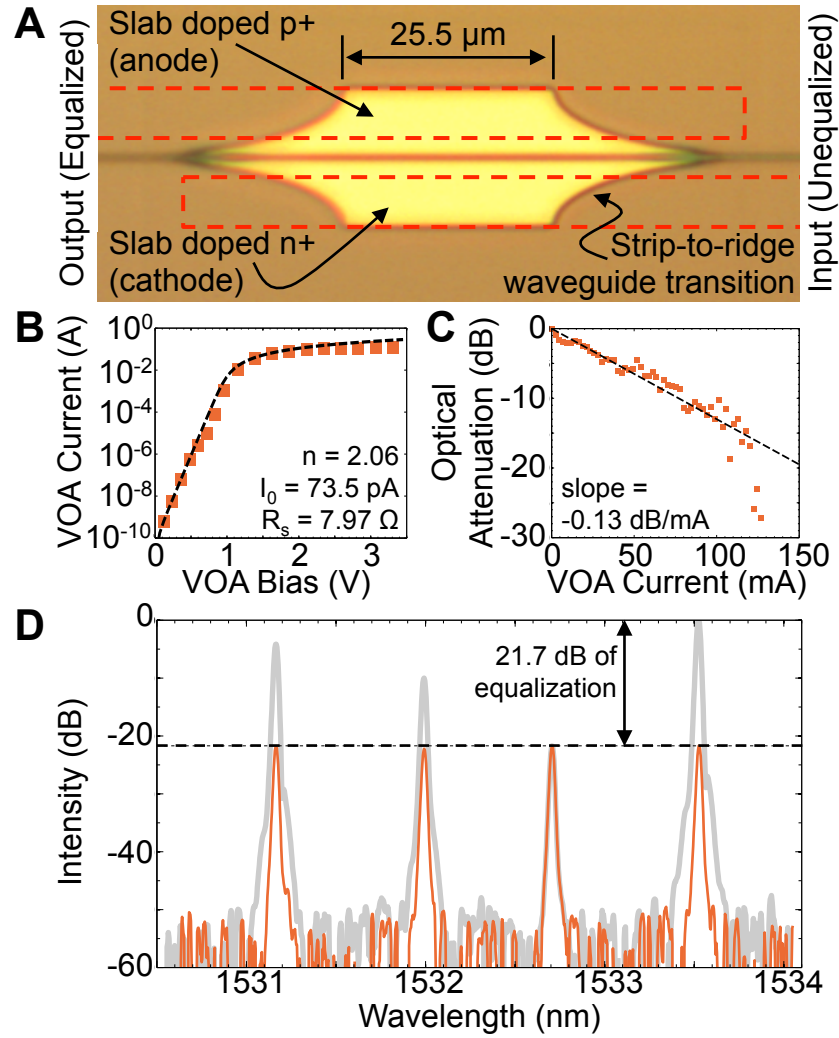 A
Slab doped p+
(anode)
25.5 μm
Output (Equalized)
Input (Unequalized)
Slab doped n+
(cathode)
Strip-to-ridge
waveguide transition
B
VOA Current (A)
10^0
10^-2
10^-4
10^-6
10^-8
10^-10
n = 2.06
I_0 = 73.5 pA
R_s = 7.97 Ω
0 1 2 3
VOA Bias (V)
C
Optical
Attenuation (dB)
0
-10
-20
-30
slope =
-0.13 dB/mA
0 50 100 150
VOA Current (mA)
D
Intensity (dB)
0
-20
-40
-60
21.7 dB of
equalization
1531 1532 1533 1534
Wavelength (nm)